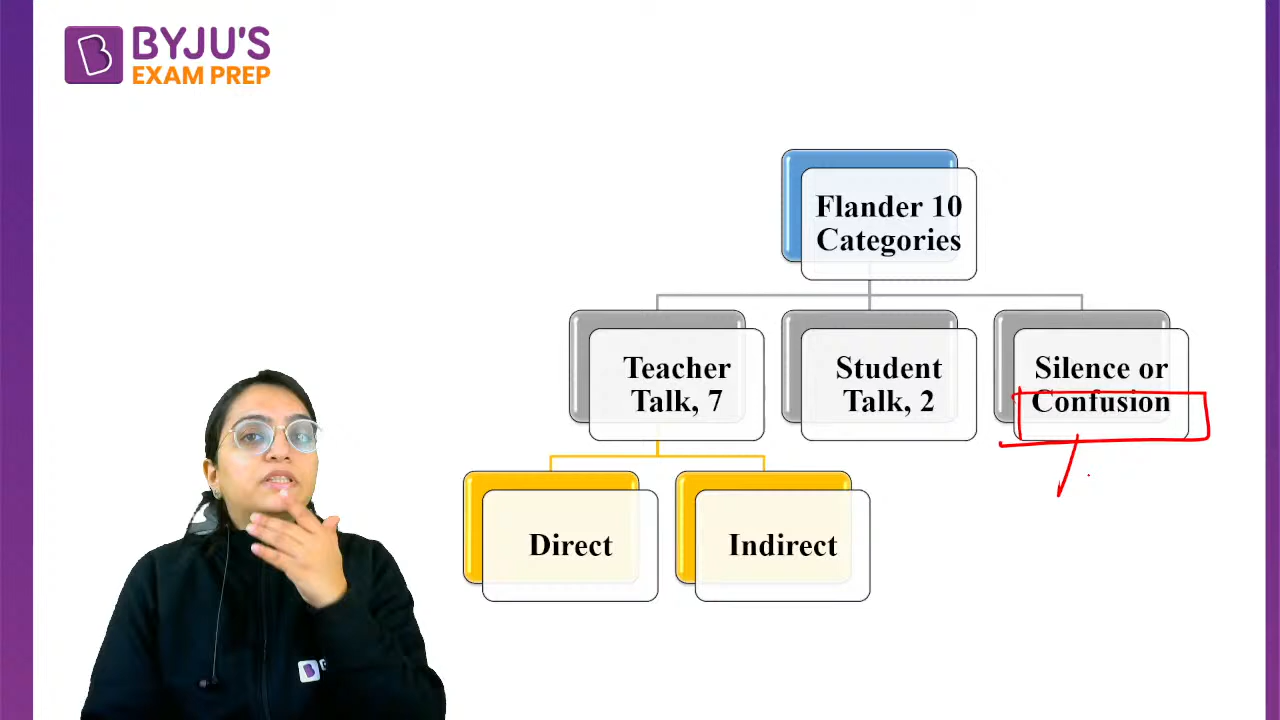 BYJU'S
EXAM PREP
Flander 10
Categories
Teacher
Talk, 7
Student
Talk, 2
Silence or
Confusion
Direct
Indirect